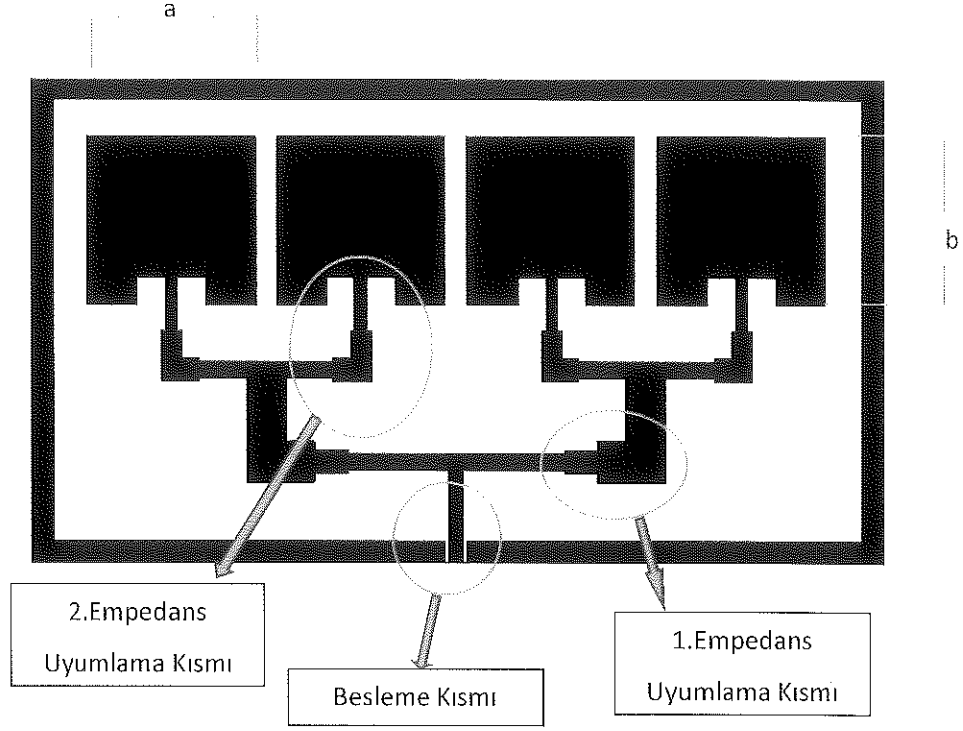 a
b
2.Empedans
Uyumlama Kısmı
Besleme Kısmı
1.Empedans
Uyumlama Kısmı